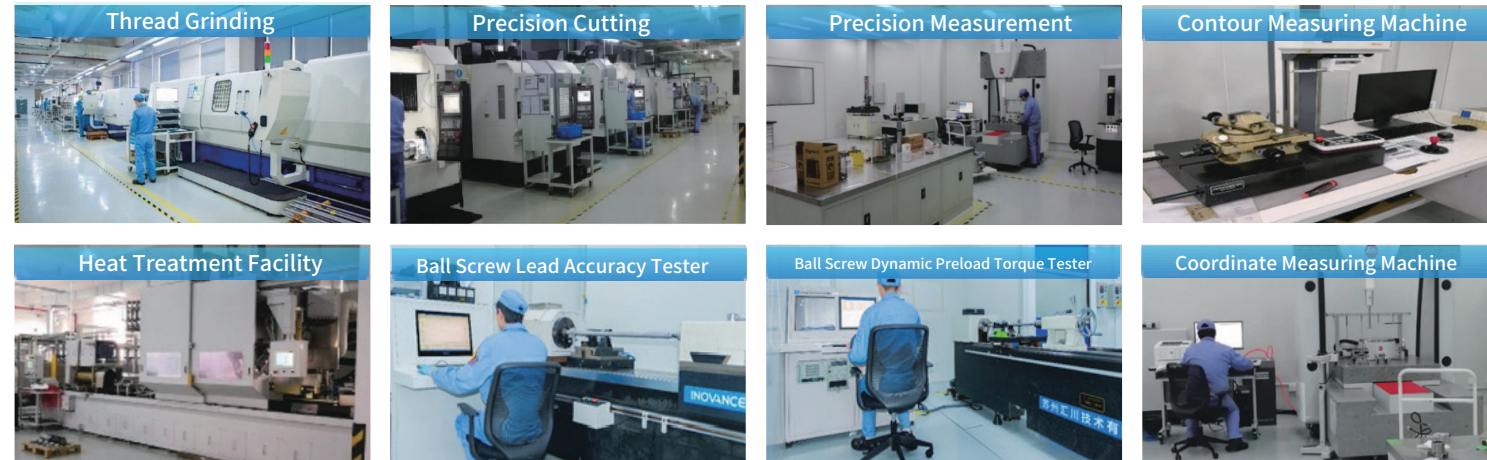 Thread Grinding
Precision Cutting
Precision Measurement
Contour Measuring Machine
Heat Treatment Facility
Ball Screw Lead Accuracy Tester
Ball Screw Dynamic Preload Torque Tester
Coordinate Measuring Machine
INOVANCE
苏州汇川技术有